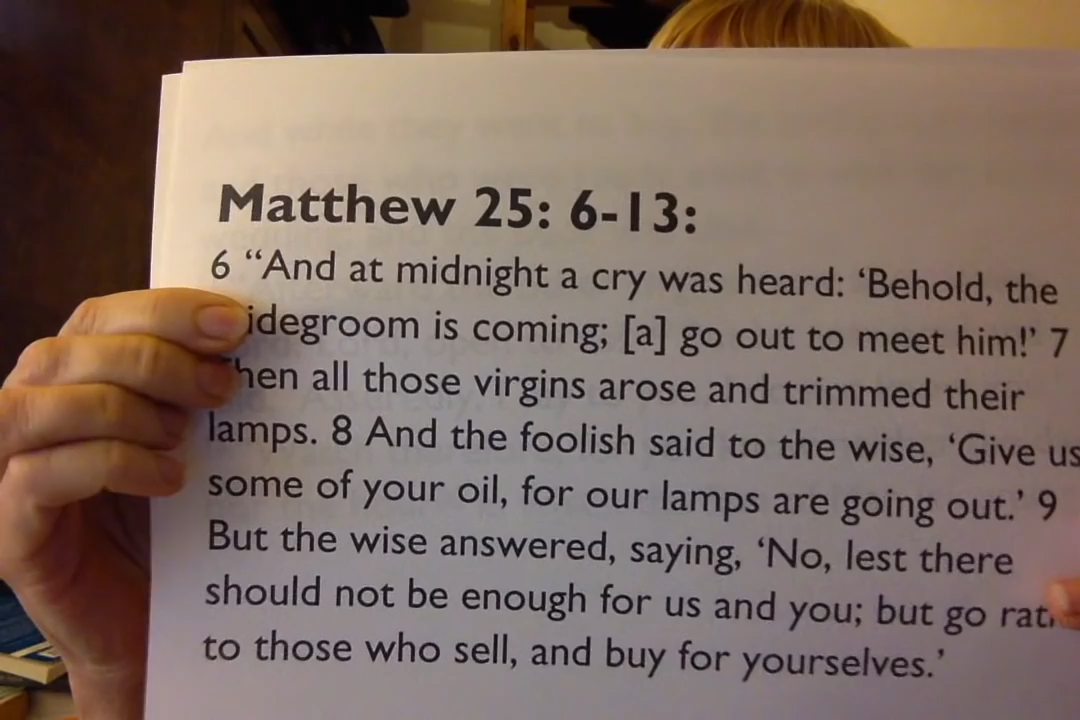 Matthew 25: 6-13:
6 “And at midnight a cry was heard: ‘Behold, the
idegroom is coming; [a] go out to meet him!’ 7
hen all those virgins arose and trimmed their
lamps. 8 And the foolish said to the wise, ‘Give us
some of your oil, for our lamps are going out.’ 9
But the wise answered, saying, ‘No, lest there
should not be enough for us and you; but go rat
to those who sell, and buy for yourselves.’